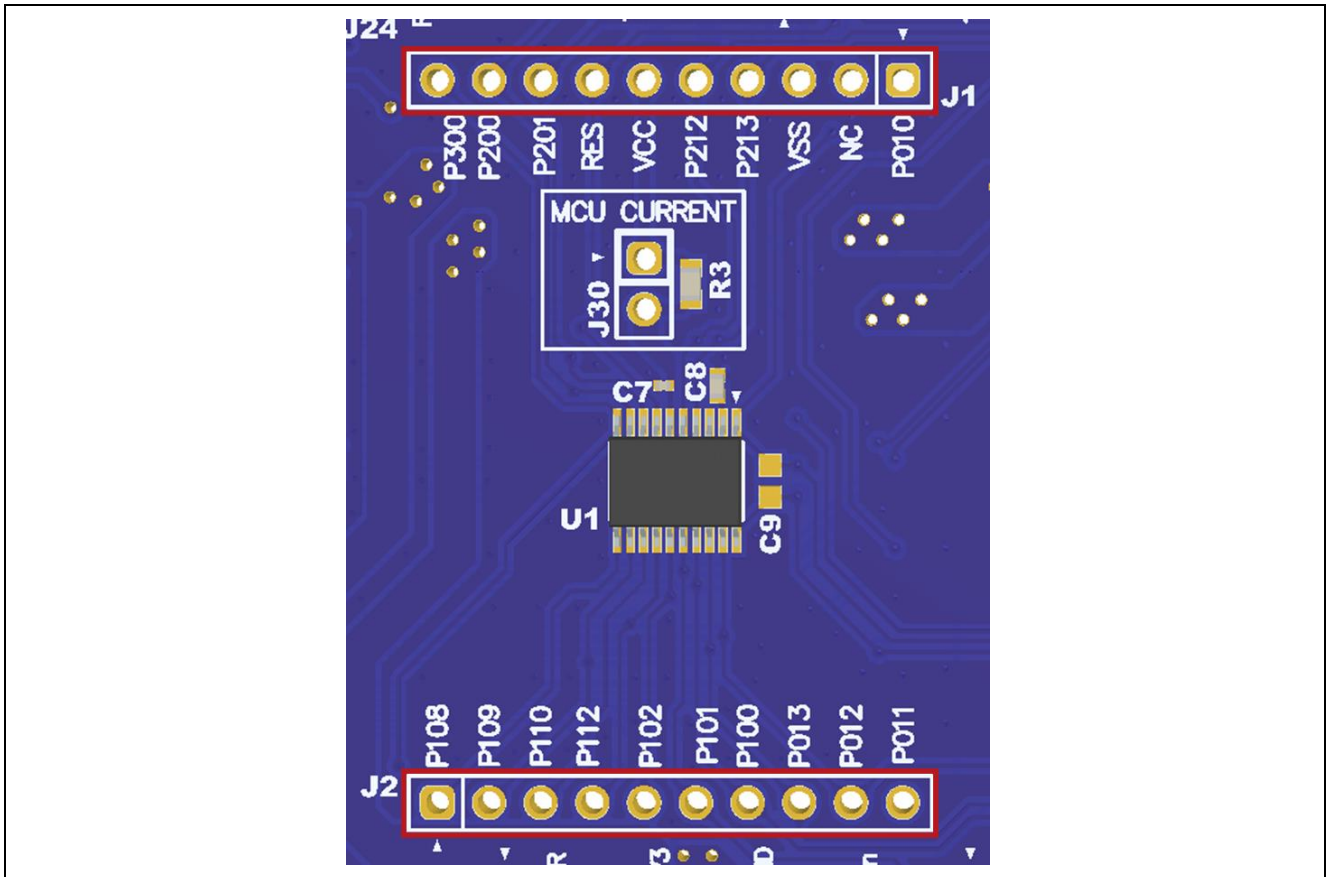 J24
J1
P300 P200 P201 RES VCC P212 P213 VSS NC P010
MCU CURRENT
J30
R3
C7
C8
U1
C9
P108 P109 P110 P112 P102 P101 P100 P013 P012 P011
J2